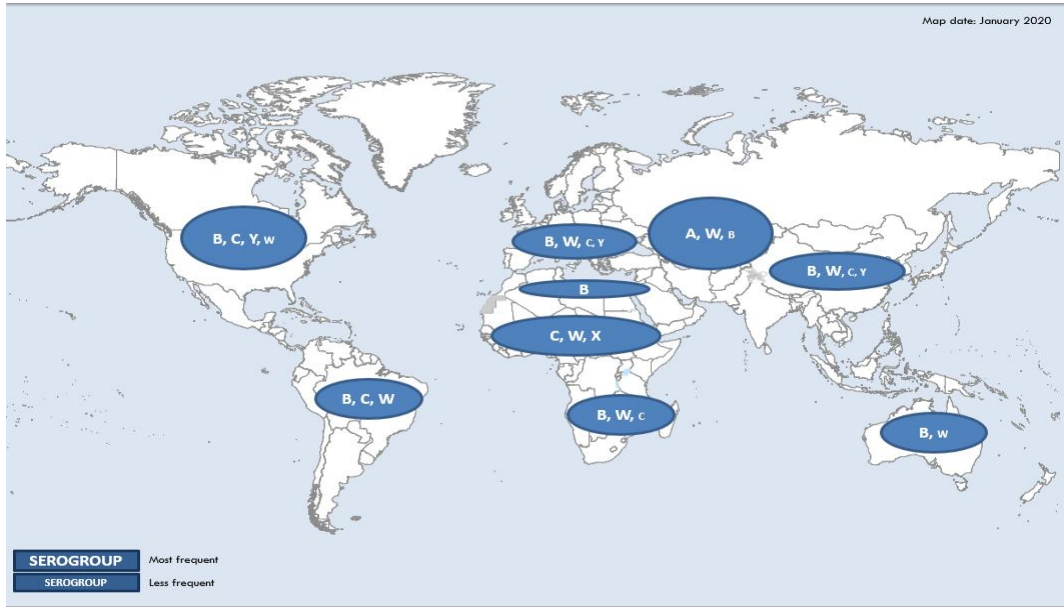 Map date: January 2020
B, C, Y, W
B, W, C, Y
A, W, B
B, W, C, Y
B
C, W, X
B, C, W
B, W, C
B, W
SEROGROUP Most frequent
SEROGROUP Less frequent